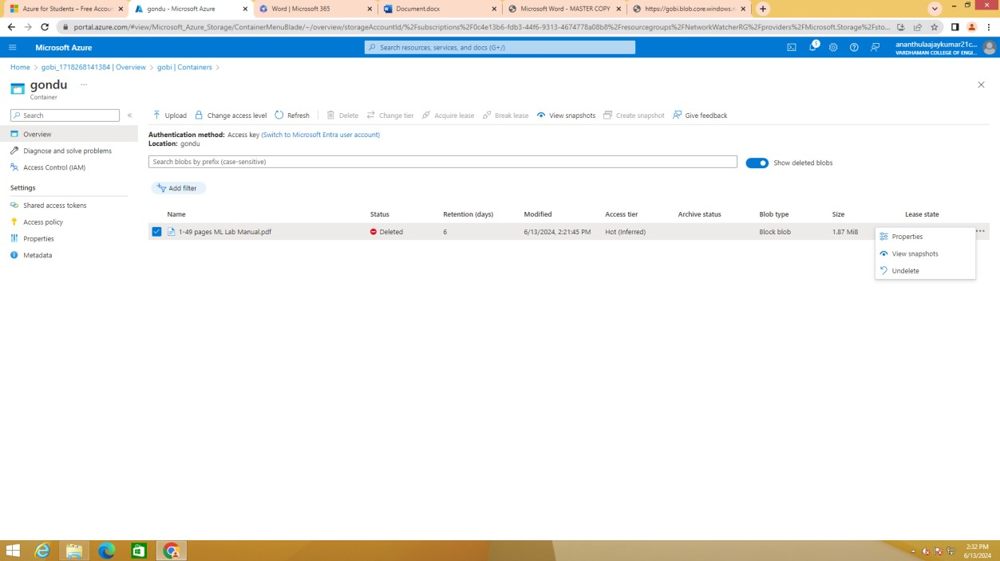 Azure for Students – Free Accou
gondu - Microsoft Azure
Word | Microsoft 365
Document.docx
Microsoft Word - MASTER COPY
https://gobi.blob.core.windows.n
portal.azure.com/#view/Microsoft_Azure_Storage/ContainerMenuBlade/~/overview/storageAccountId/%2Fsubscriptions%2F0c4e13b6-fdb3-44f6-9313-4674778a08b8%2Fresourcegroups%2FNetworkWatcherRG%2Fproviders%2FMicrosoft.Storage%2Fsto...
Microsoft Azure
Search resources, services, and docs (G+/)
5
ananthulaajaykumar21c...
VARDHAMAN COLLEGE OF ENGI...
Home > gobi_1718268141384 | Overview > gobi | Containers >
gondu ...
Container
Search
«
Upload
Change access level
Refresh
Delete
Change tier
Acquire lease
Break lease
View snapshots
Create snapshot
Give feedback
Overview
Diagnose and solve problems
Access Control (IAM)
Settings
Shared access tokens
Access policy
Properties
Metadata
Authentication method: Access key (Switch to Microsoft Entra user account)
Location: gondu
Search blobs by prefix (case-sensitive)
Show deleted blobs
Add filter
Name Status Retention (days) Modified Access tier Archive status Blob type Size Lease state
1-49 pages ML Lab Manual.pdf Deleted 6 6/13/2024, 2:21:45 PM Hot (Inferred) Block blob 1.87 MiB ...
Properties
View snapshots
Undelete
2:32 PM
6/13/2024